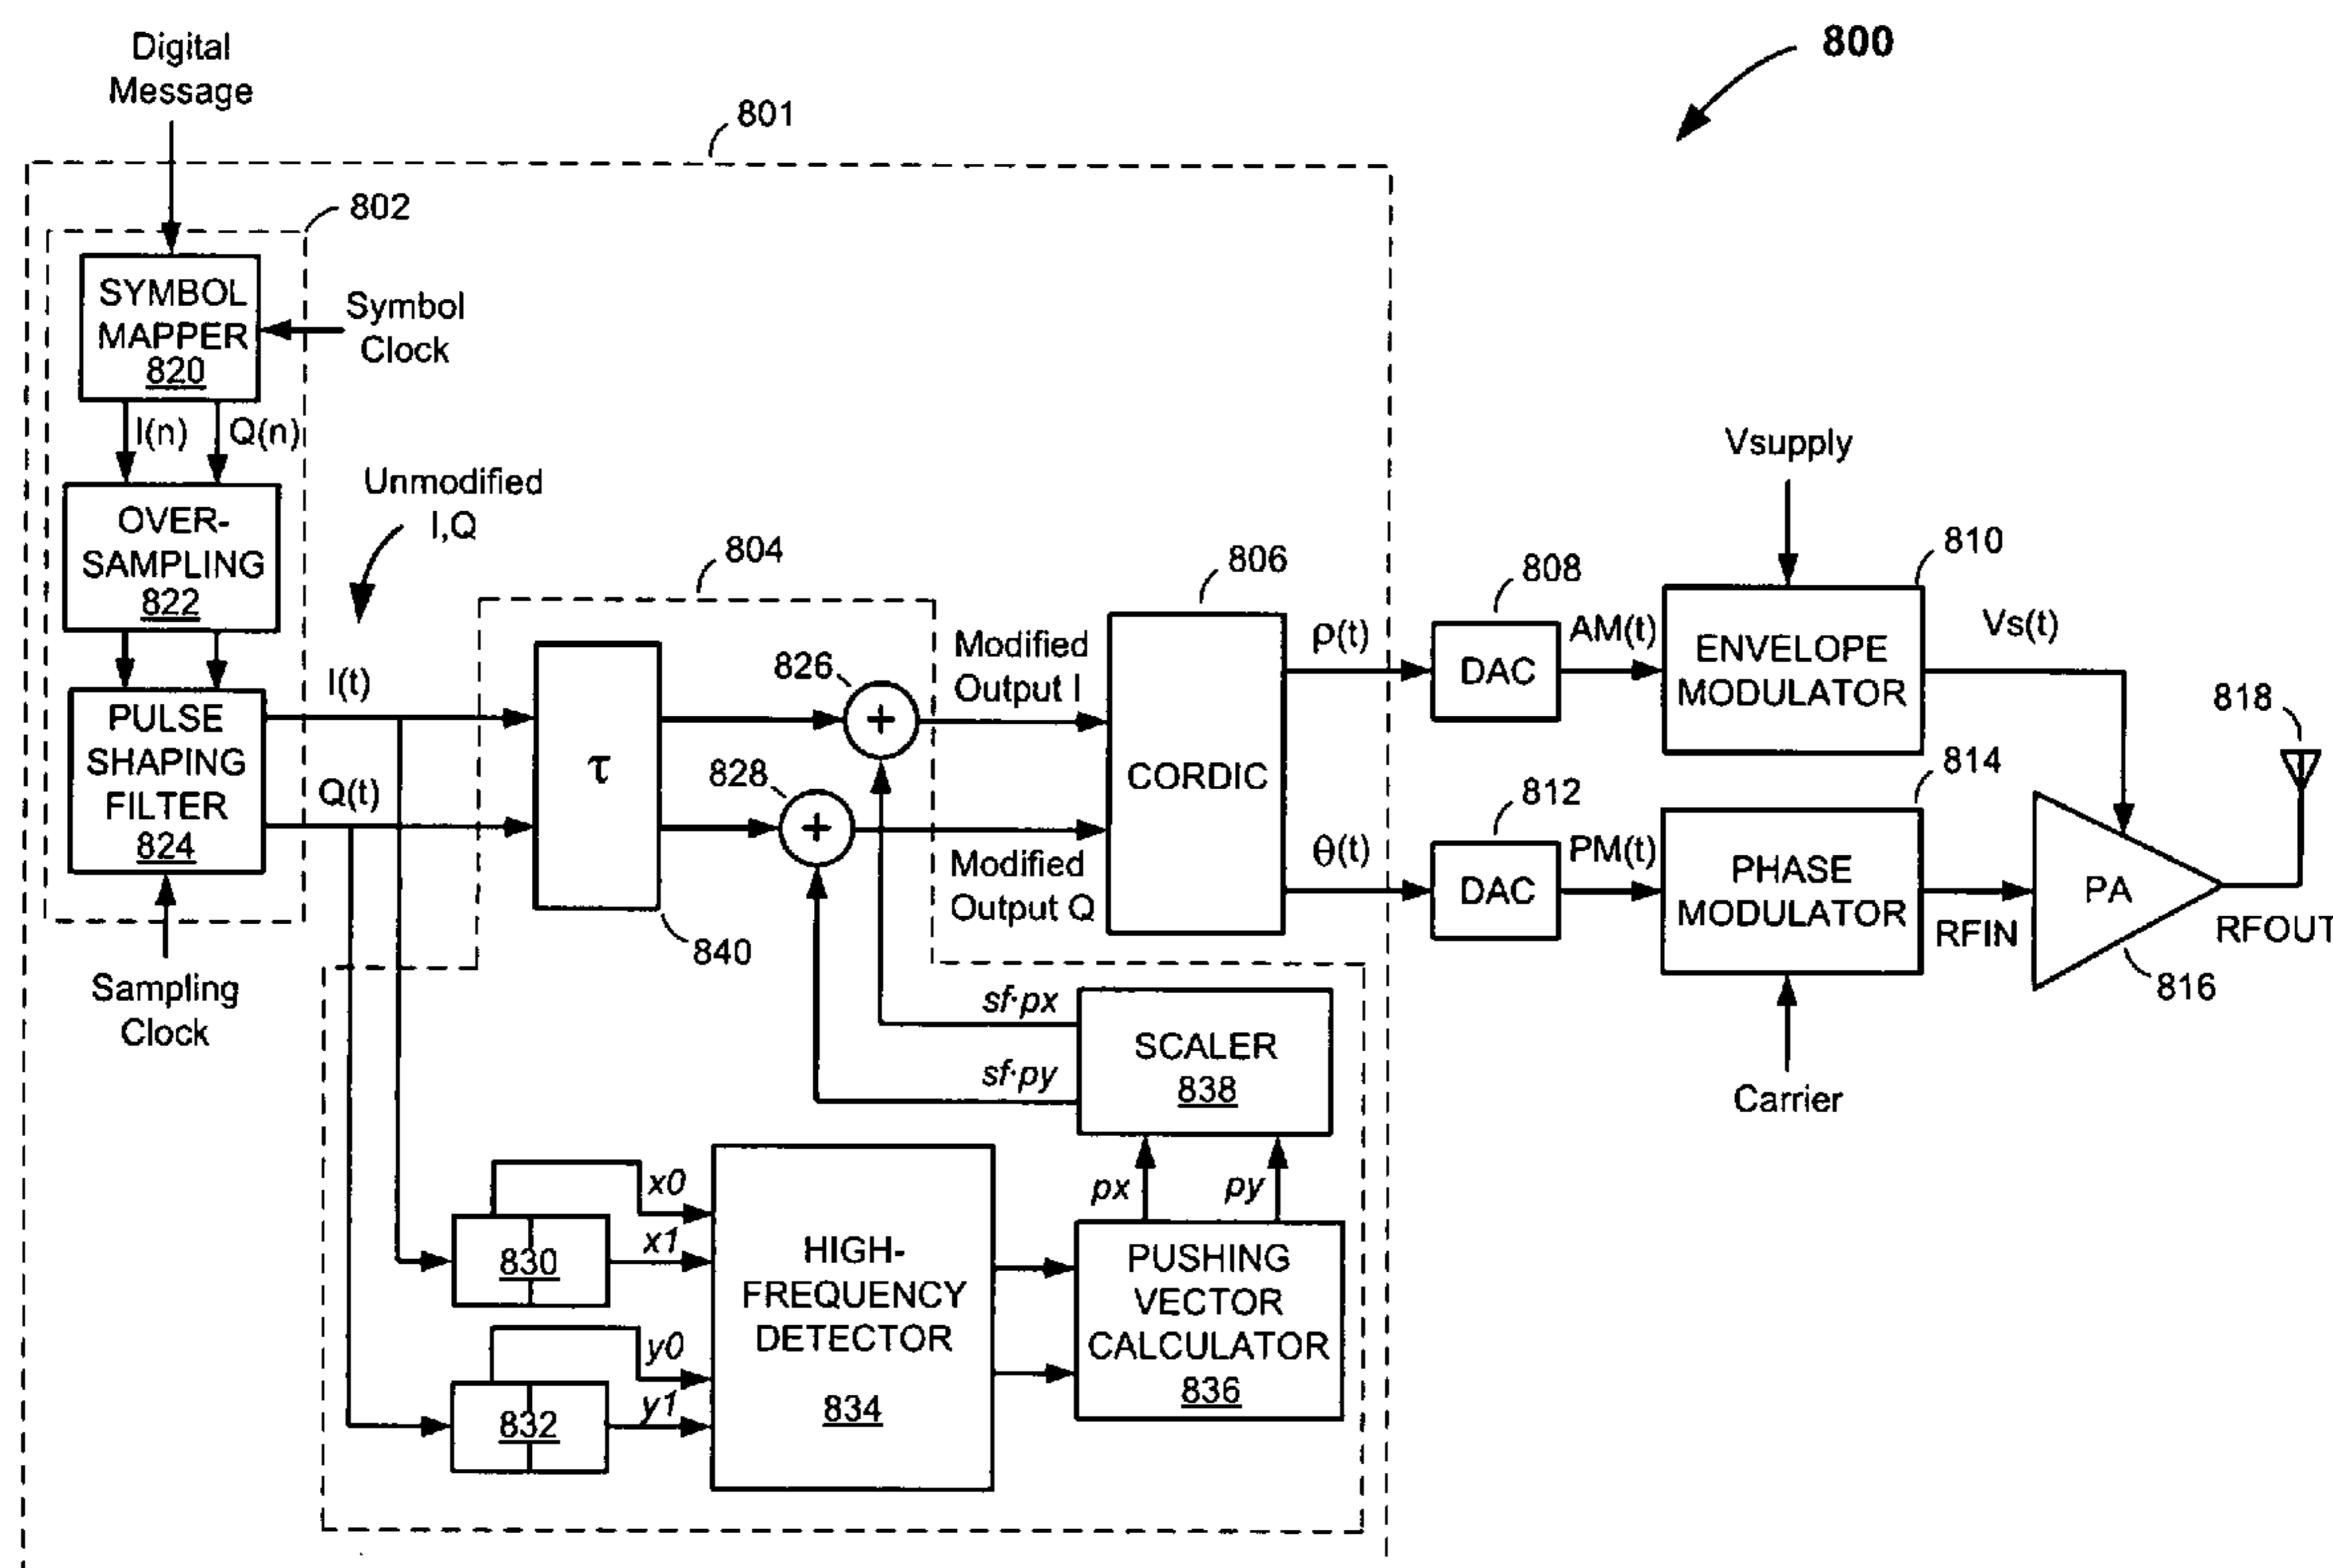 800
Digital
Message
801
802
SYMBOL
MAPPER
820
Symbol
Clock
I(n)
Q(n)
OVER-
SAMPLING
822
Unmodified
I,Q
PULSE
SHAPING
FILTER
824
I(t)
Q(t)
Sampling
Clock
804
τ
840
826
+
828
+
Modified
Output I
Modified
Output Q
806
CORDIC
ρ(t)
θ(t)
808
DAC
AM(t)
812
DAC
PM(t)
Vsupply
810
ENVELOPE
MODULATOR
Vs(t)
814
PHASE
MODULATOR
Carrier
RFIN
PA
816
818
RFOUT
sf·px
sf·py
SCALER
838
px
py
830
x0
x1
832
y0
y1
HIGH-
FREQUENCY
DETECTOR
834
PUSHING
VECTOR
CALCULATOR
836